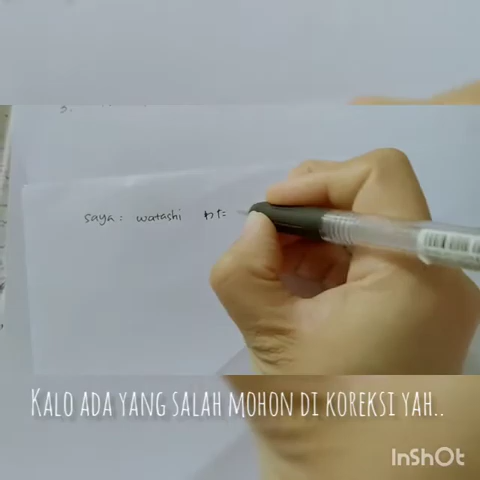 saya : watashi わた
KALO ADA YANG SALAH MOHON DI KOREKSI YAH..
InShOt